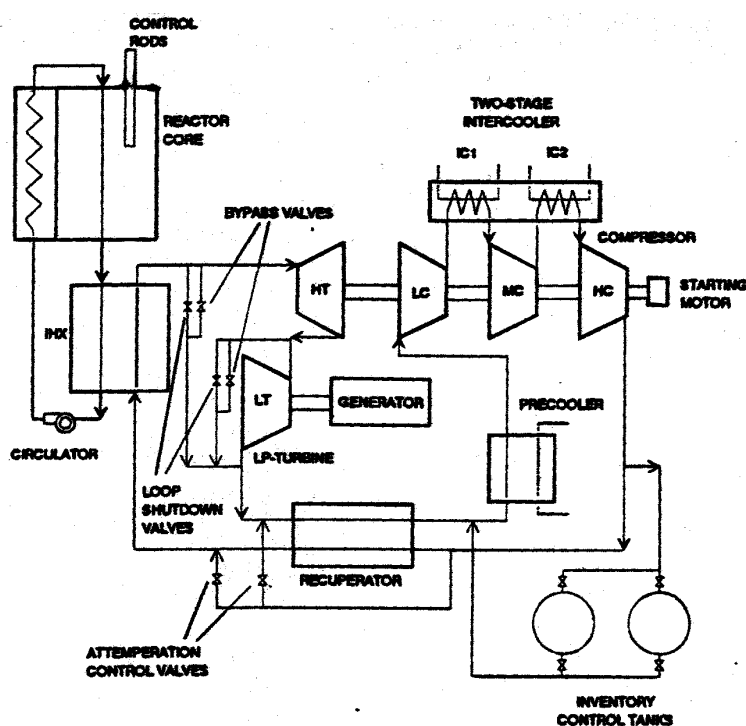 CONTROL
RODS
REACTOR
CORE
TWO-STAGE
INTERCOOLER
IC1
IC2
BYPASS VALVES
COMPRESSOR
HT
LC
MC
HC
STARTING
MOTOR
IHX
LT
GENERATOR
PRECOOLER
CIRCULATOR
LP-TURBINE
LOOP
SHUTDOWN
VALVES
RECUPERATOR
ATTEMPERATION
CONTROL VALVES
INVENTORY
CONTROL TANKS